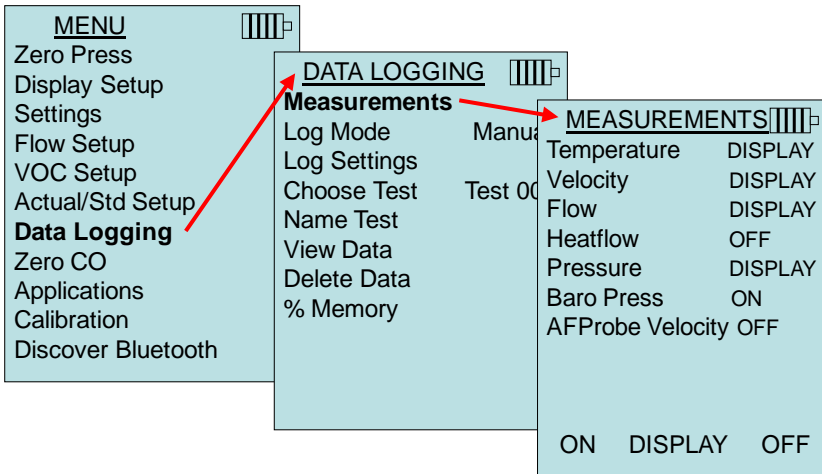 MENU
Zero Press
Display Setup
Settings
Flow Setup
VOC Setup
Actual/Std Setup
Data Logging
Zero CO
Applications
Calibration
Discover Bluetooth
DATA LOGGING
Measurements
Log Mode
Log Settings
Choose Test Test
Name Test
View Data
Delete Data
% Memory
MEASUREMENTS
Temperature DISPLAY
Velocity DISPLAY
Flow DISPLAY
Heatflow OFF
Pressure DISPLAY
Baro Press ON
AFProbe Velocity OFF
ON DISPLAY OFF